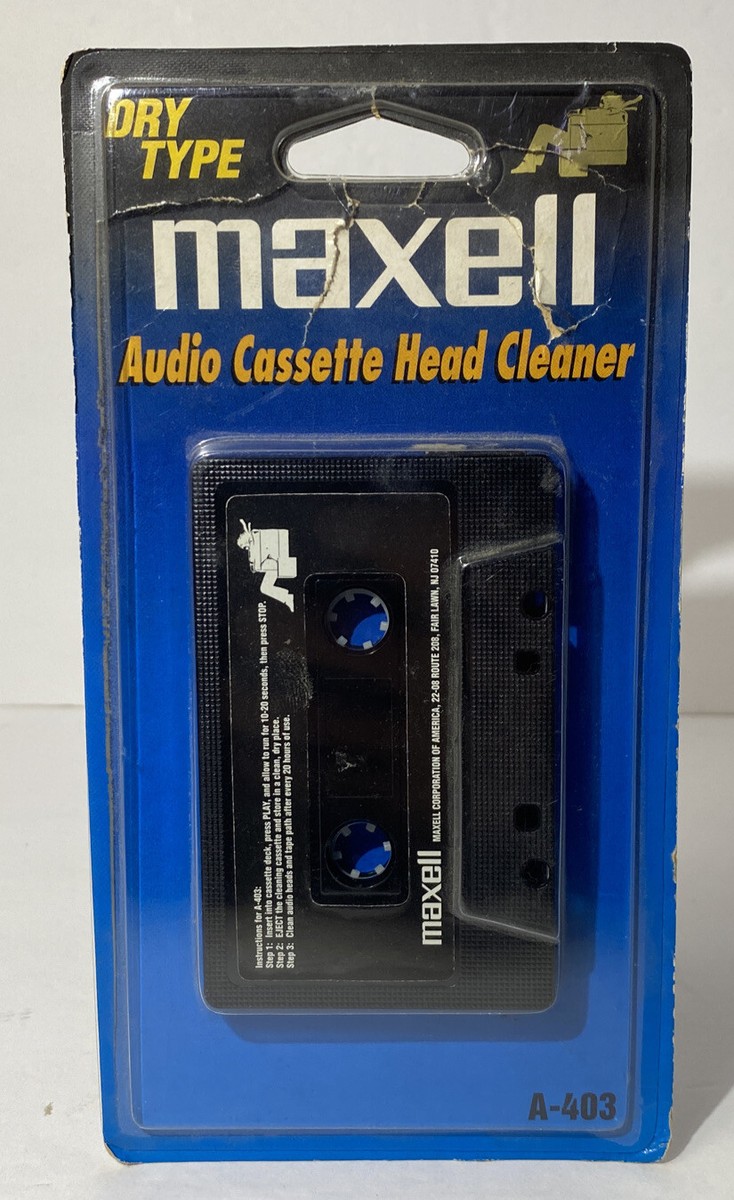 DRY
TYPE
maxell
Audio Cassette Head Cleaner
Instructions for A-403:
Step 1: Insert into cassette deck, press PLAY, and allow to run for 10-20 seconds, then press STOP.
Step 2: EJECT the cleaning cassette and store in a clean, dry place.
Step 3: Clean audio heads and tape path after every 20 hours of use.
maxell MAXELL CORPORATION OF AMERICA, 22-08 ROUTE 208, FAIR LAWN, NJ 07410
A-403